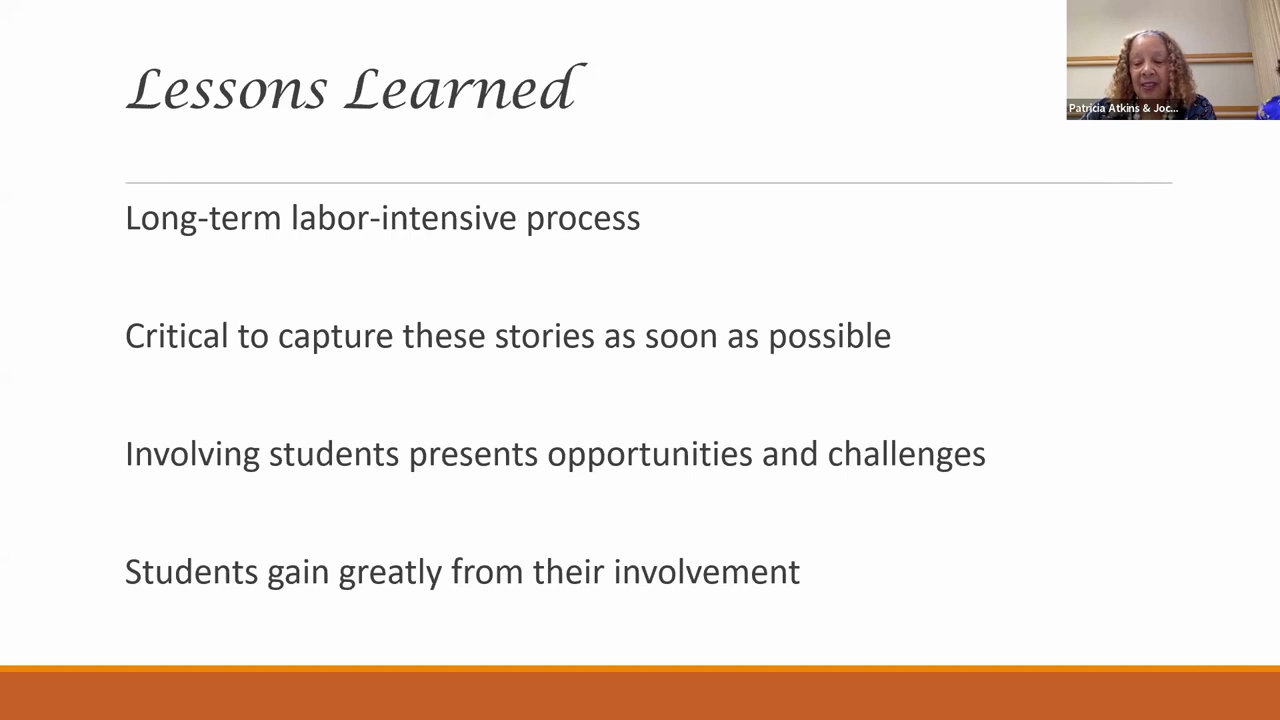 Lessons Learned
Patricia Atkins & Joc...
Long-term labor-intensive process
Critical to capture these stories as soon as possible
Involving students presents opportunities and challenges
Students gain greatly from their involvement